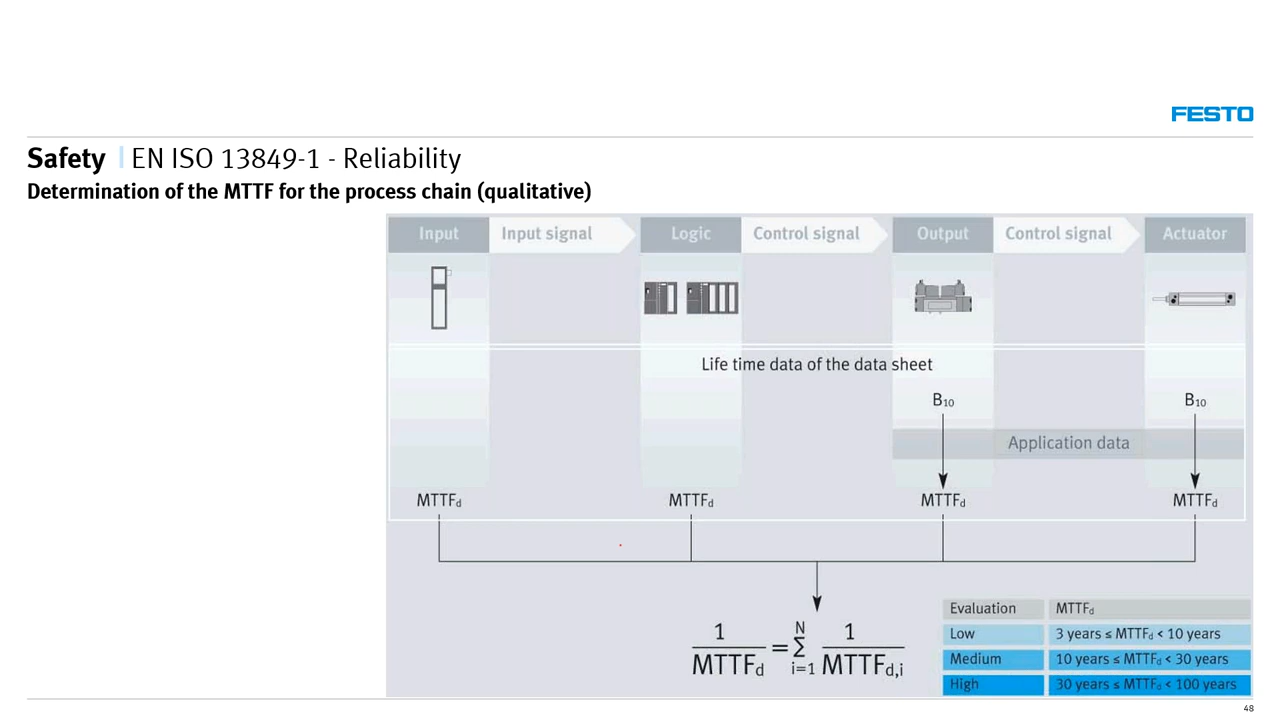 FESTO
Safety | EN ISO 13849-1 - Reliability
Determination of the MTTF for the process chain (qualitative)
Input Input signal Logic Control signal Output Control signal Actuator
Life time data of the data sheet
B10 B10
Application data
MTTFd MTTFd MTTFd MTTFd
1/MTTFd = N Σ i=1 1/MTTFd,i
Evaluation MTTFd
Low 3 years ≤ MTTFd < 10 years
Medium 10 years ≤ MTTFd < 30 years
High 30 years ≤ MTTFd < 100 years
48